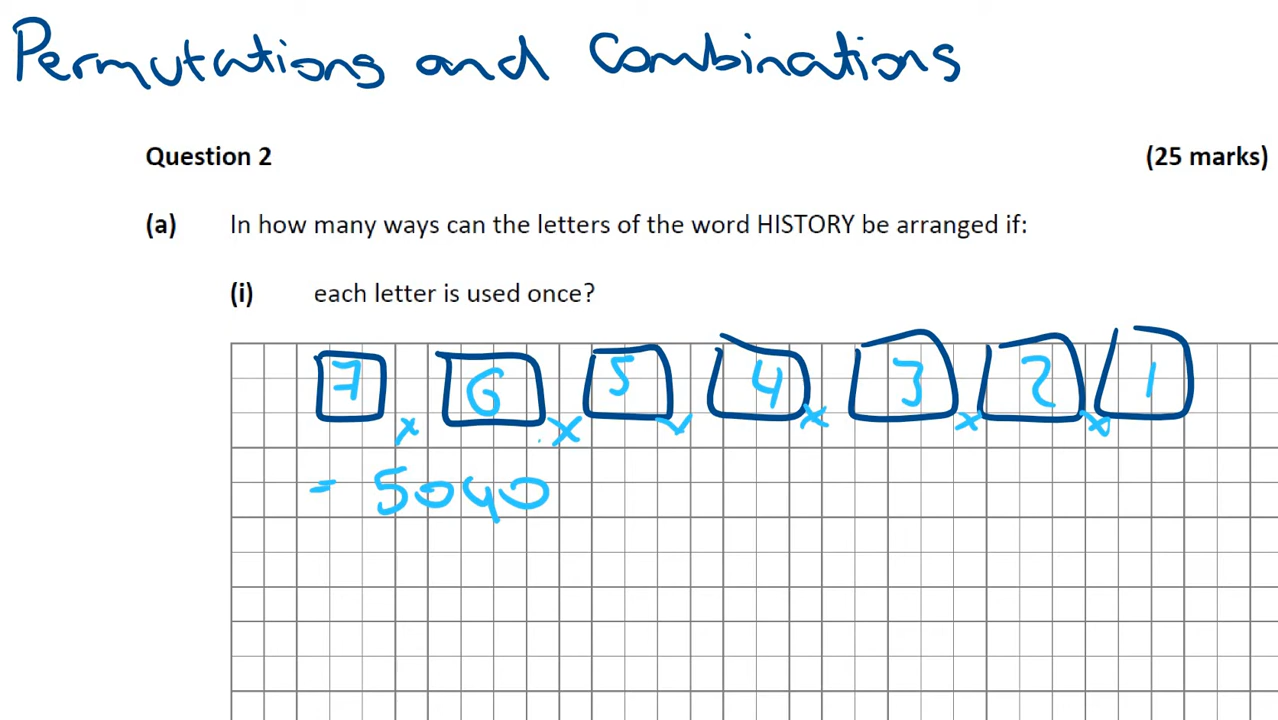 Permutations and Combinations
Question 2 (25 marks)
(a) In how many ways can the letters of the word HISTORY be arranged if:
(i) each letter is used once?
7 × 6 × 5 × 4 × 3 × 2 × 1
= 5040